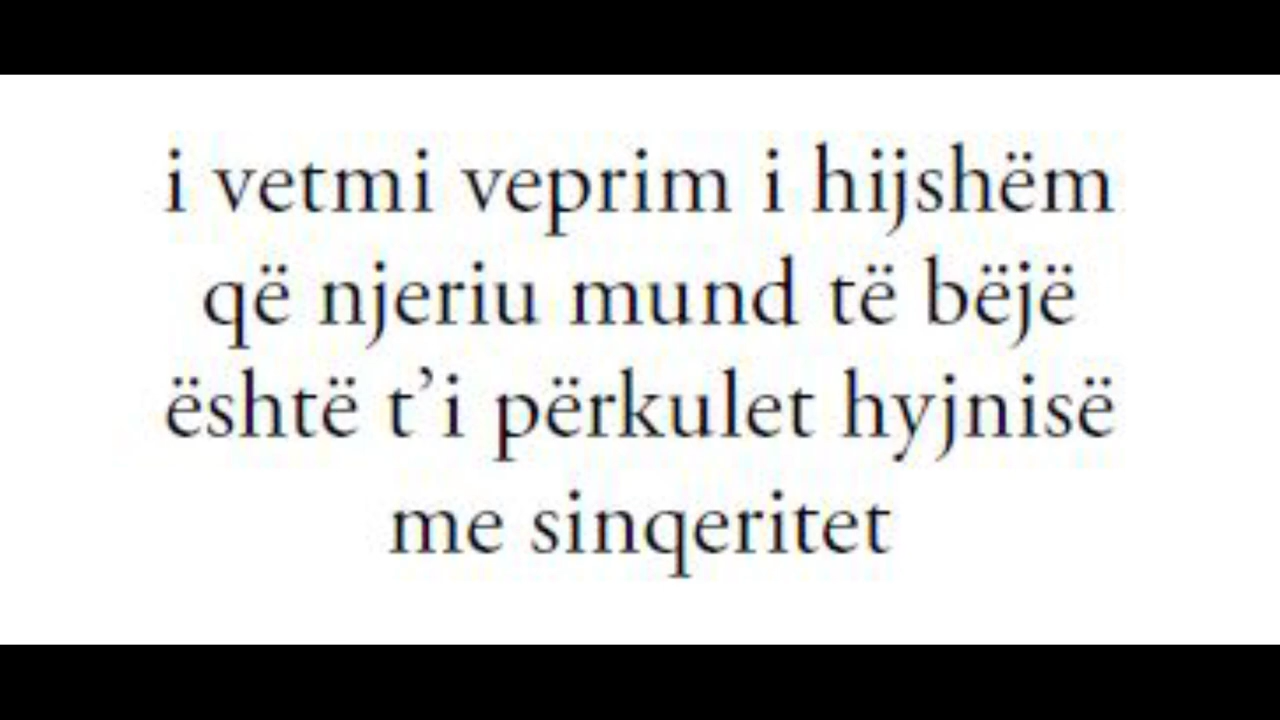 i vetmi veprim i hijshëm
që njeriu mund të bëjë
është t’i përkulet hyjnisë
me sinqeritet